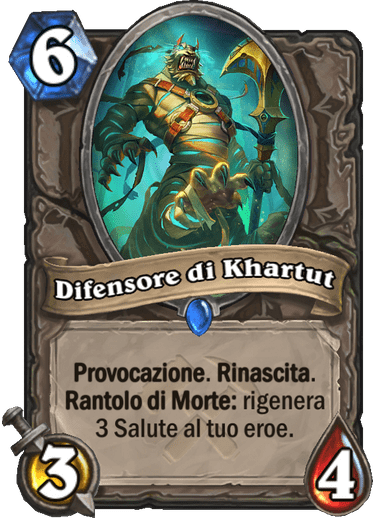 6
Difensore di Khartut
Provocazione. Rinascita.
Rantolo di Morte: rigenera
3 Salute al tuo eroe.
3
4